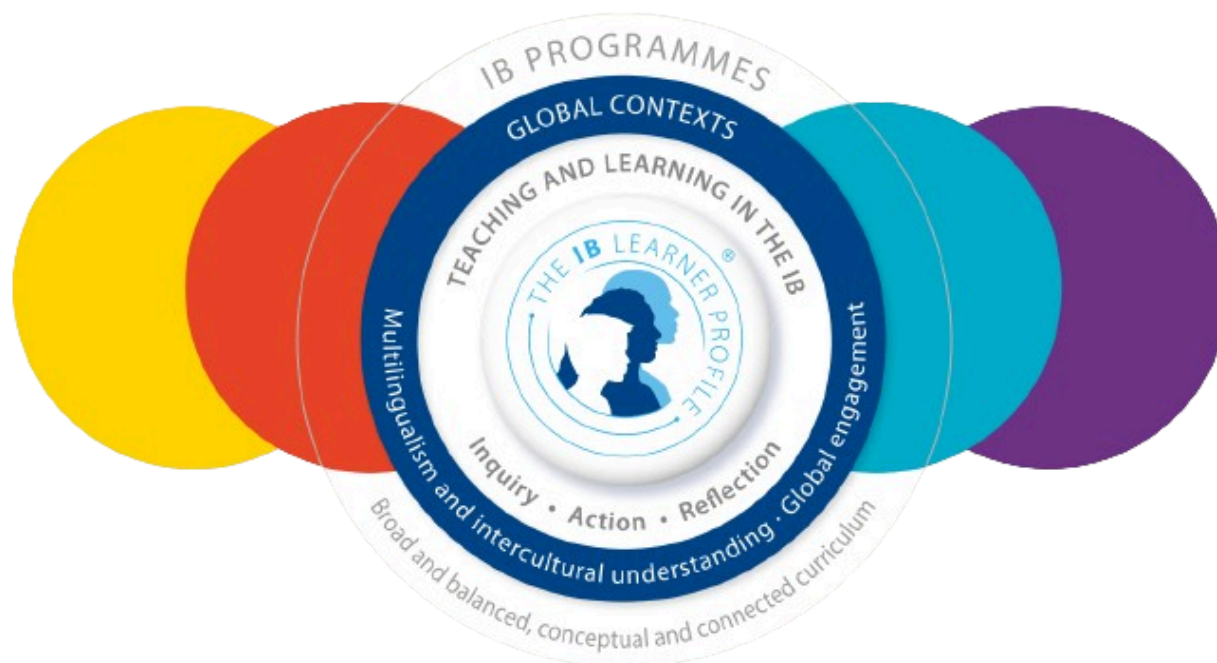 IB PROGRAMMES
GLOBAL CONTEXTS
TEACHING AND LEARNING IN THE IB
THE IB LEARNER PROFILE®
Inquiry • Action • Reflection
Multilingualism and intercultural understanding · Global engagement
Broad and balanced, conceptual and connected curriculum